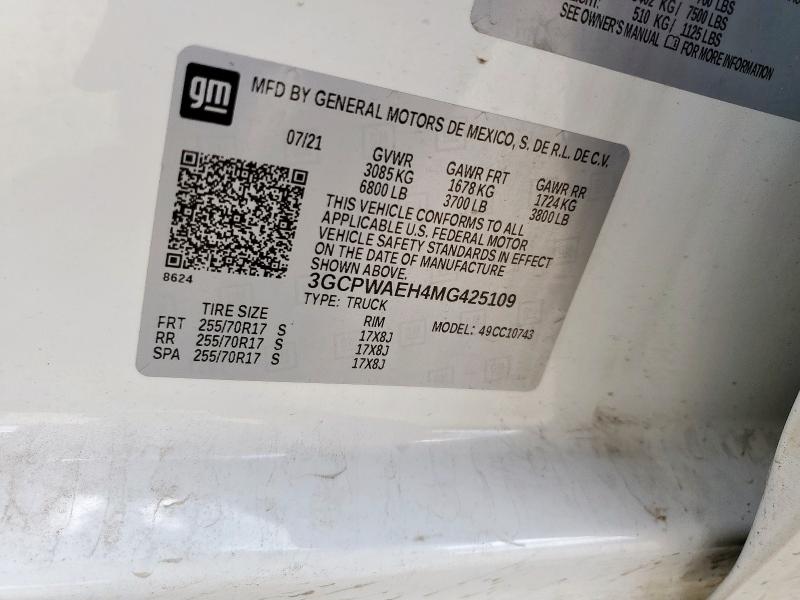 7500 LBS
510 KG/ 1125 LBS
SEE OWNER'S MANUAL FOR MORE INFORMATION
gm
MFD BY GENERAL MOTORS DE MEXICO, S. DE R.L. DE C.V.
07/21
GVWR GAWR FRT GAWR RR
3085 KG 1678 KG 1724 KG
6800 LB 3700 LB 3800 LB
THIS VEHICLE CONFORMS TO ALL
APPLICABLE U.S. FEDERAL MOTOR
VEHICLE SAFETY STANDARDS IN EFFECT
ON THE DATE OF MANUFACTURE
SHOWN ABOVE.
8624
3GCPWAEH4MG425109
TYPE: TRUCK MODEL: 49CC10743
TIRE SIZE RIM
FRT 255/70R17 S 17X8J
RR 255/70R17 S 17X8J
SPA 255/70R17 S 17X8J